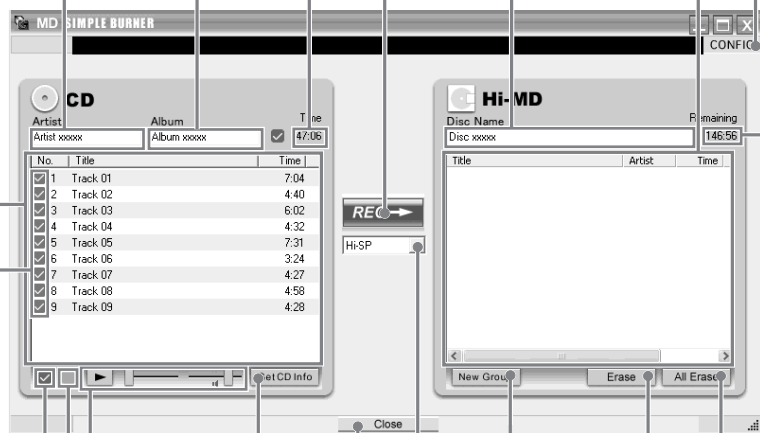 MD SIMPLE BURNER
CONFIG
CD
Artist Album Time
Artist xxxxx Album xxxxx 47:06
No. Title Time
1 Track 01 7:04
2 Track 02 4:40
3 Track 03 6:02
4 Track 04 4:32
5 Track 05 7:31
6 Track 06 3:24
7 Track 07 4:27
8 Track 08 4:58
9 Track 09 4:28
Get CD Info
REC
Hi-SP
Hi-MD
Disc Name Remaining
Disc xxxxx 146:56
Title Artist Time
New Group Erase All Erase
Close